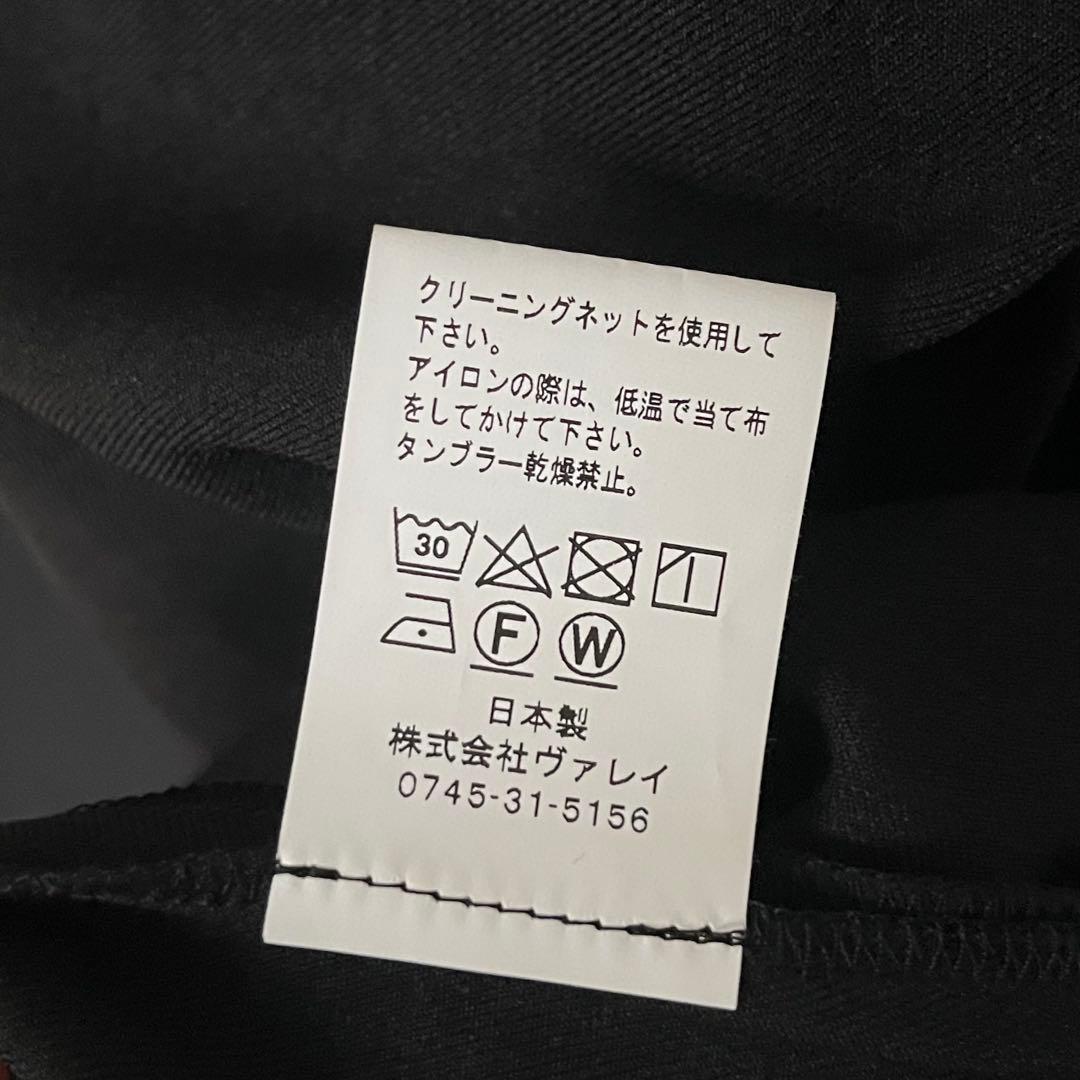 クリーニングネットを使用して
下さい。
アイロンの際は、低温で当て布
をしてかけて下さい。
タンブラー乾燥禁止。
30
F W
日本製
株式会社ヴァレイ
0745-31-5156